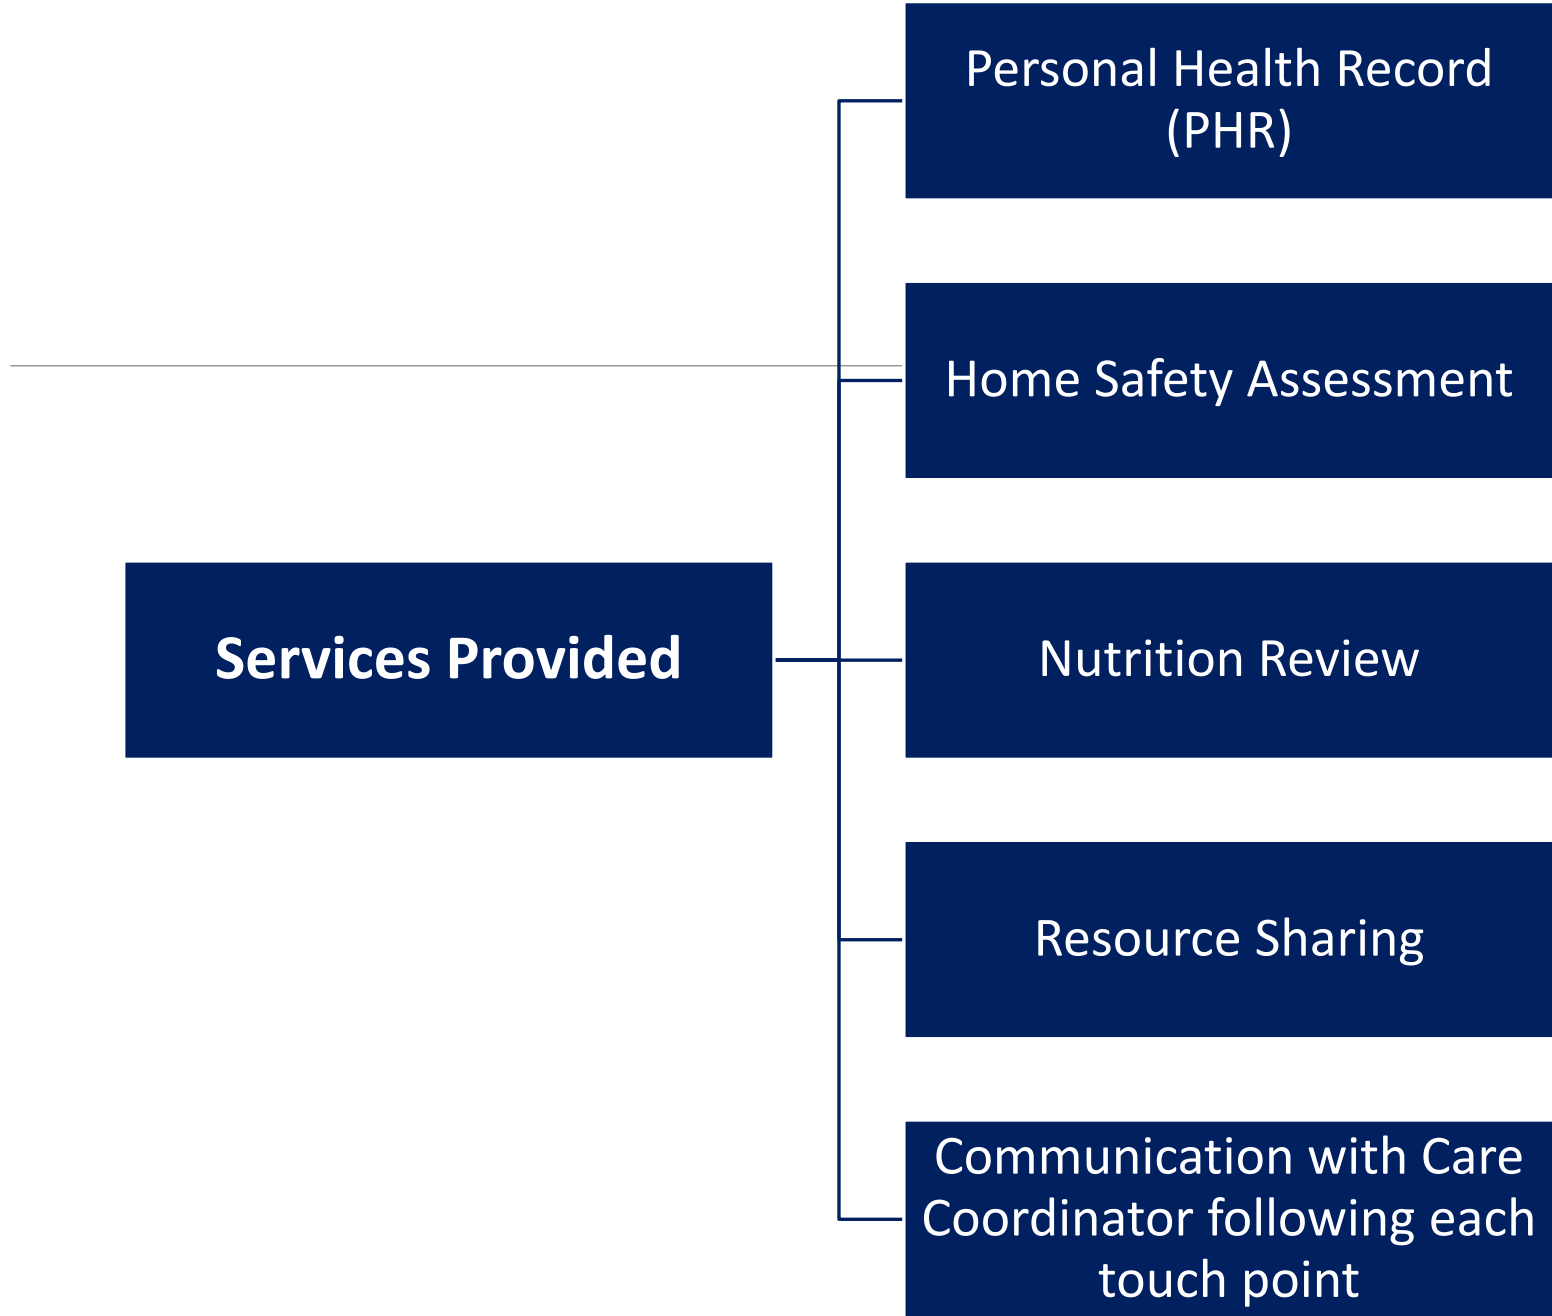 Personal Health Record
(PHR)
Home Safety Assessment
Services Provided
Nutrition Review
Resource Sharing
Communication with Care
Coordinator following each
touch point